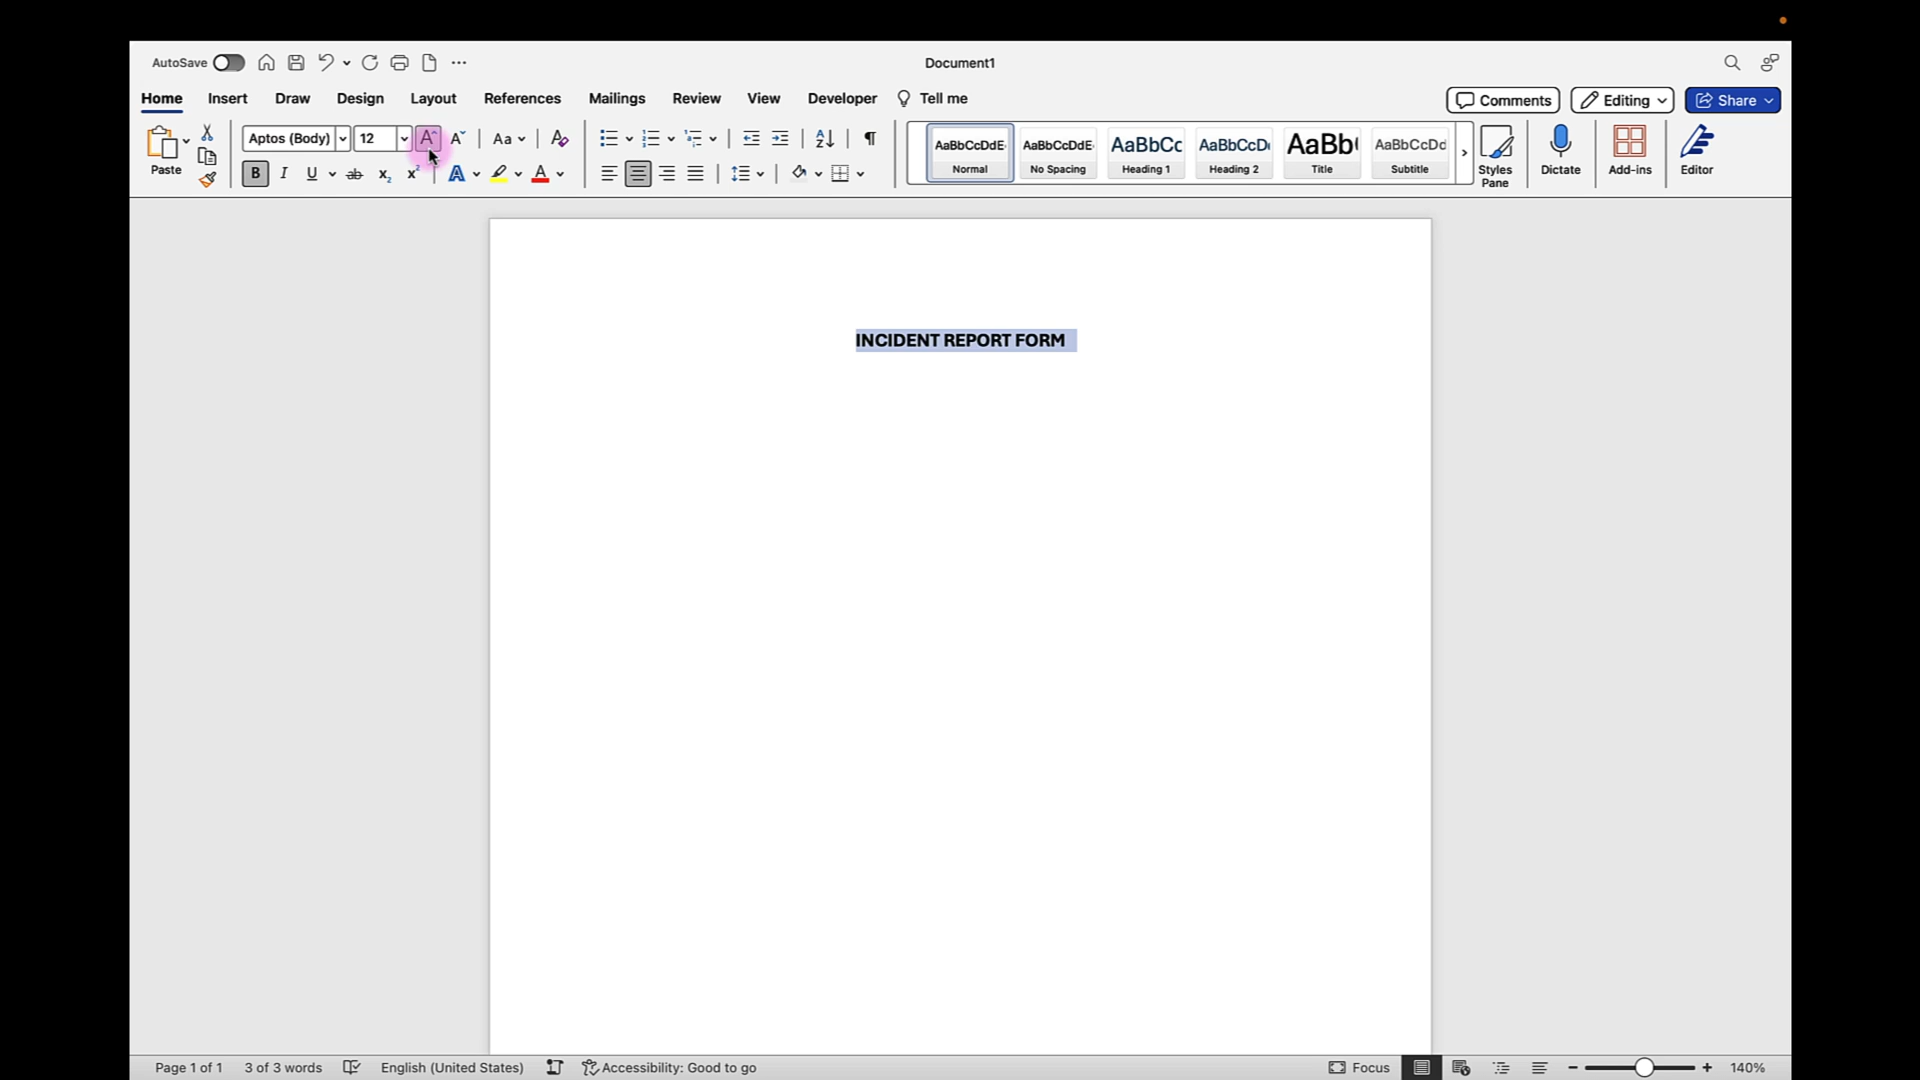 AutoSave
Document1
Home Insert Draw Design Layout References Mailings Review View Developer Tell me
Comments Editing Share
Paste
Aptos (Body) 12
AaBbCcDdE AaBbCcDdE AaBbCc AaBbCcD AaBb AaBbCcDd
Normal No Spacing Heading 1 Heading 2 Title Subtitle
Styles Pane
Dictate
Add-ins
Editor
INCIDENT REPORT FORM
Page 1 of 1 3 of 3 words English (United States) Accessibility: Good to go Focus 140%